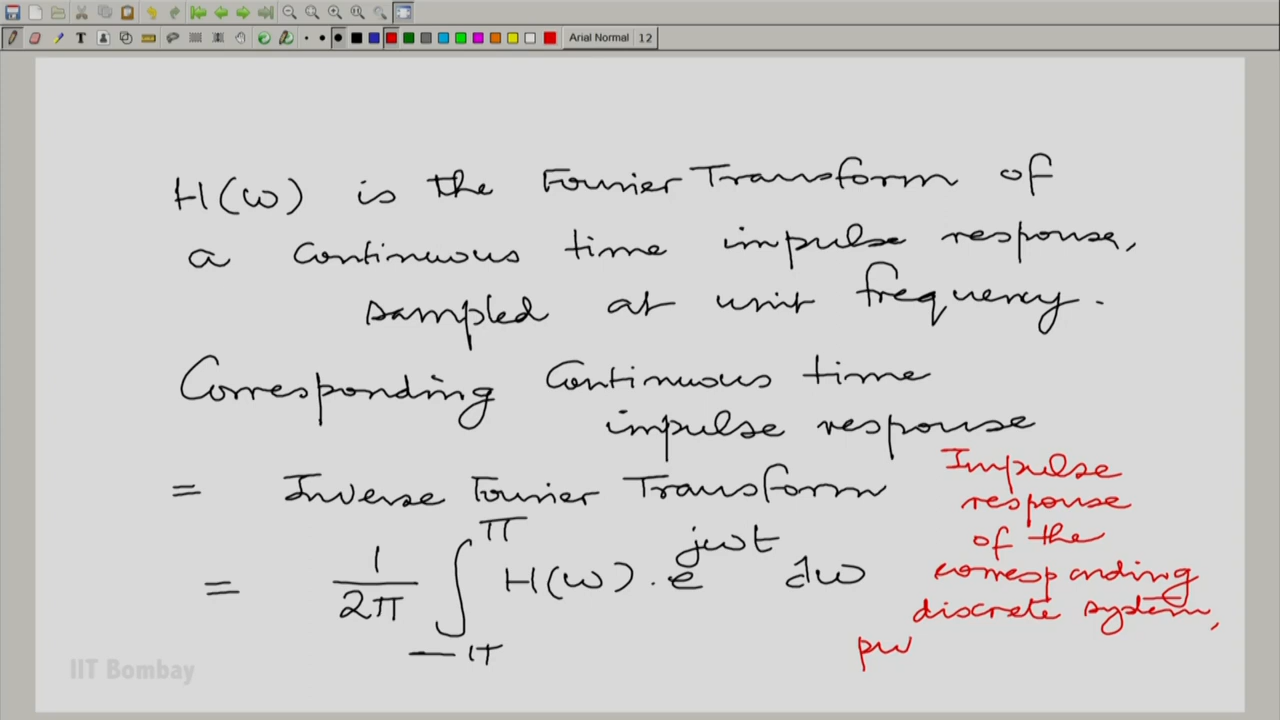 Arial Normal 12
H(ω) is the Fourier Transform of
a continuous time impulse response,
sampled at unit frequency.
Corresponding Continuous time
impulse response
= Inverse Fourier Transform
= 1/2π ∫_{-π}^{π} H(ω) · e^{jωt} dω
Impulse
response
of the
corresponding
discrete system,
pu
IIT Bombay